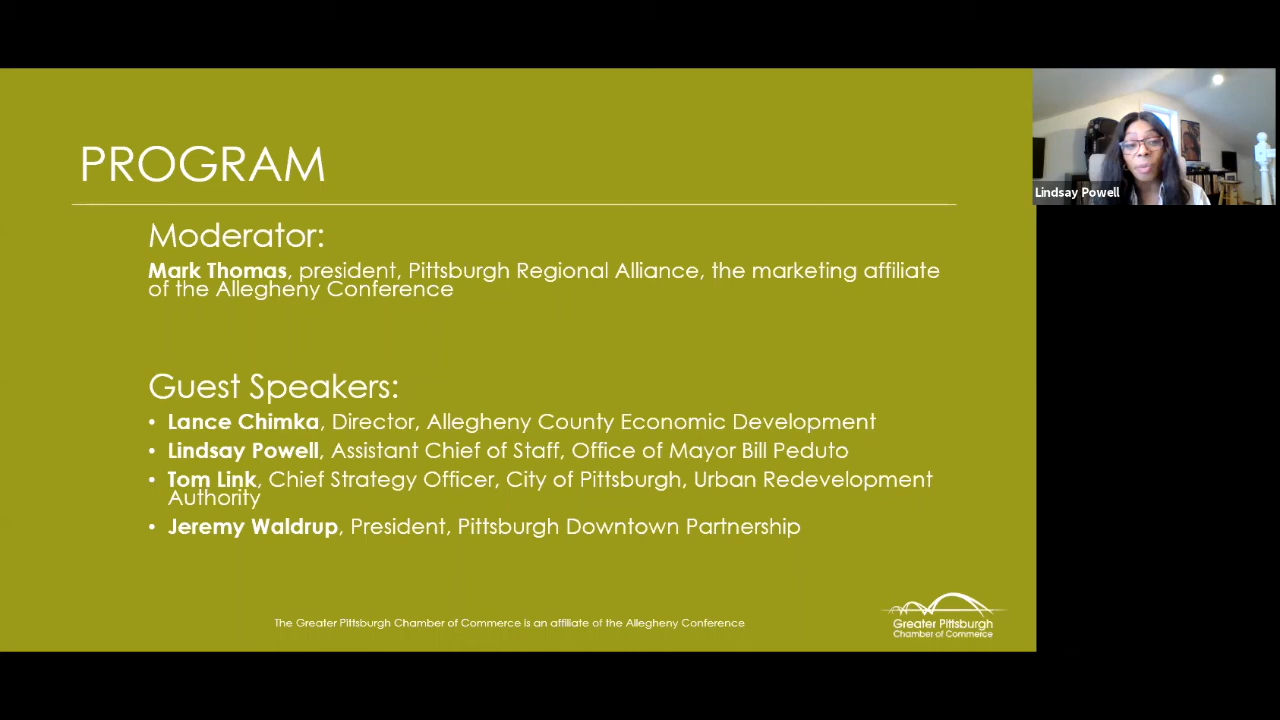 PROGRAM
Lindsay Powell
Moderator:
Mark Thomas, president, Pittsburgh Regional Alliance, the marketing affiliate
of the Allegheny Conference
Guest Speakers:
• Lance Chimka, Director, Allegheny County Economic Development
• Lindsay Powell, Assistant Chief of Staff, Office of Mayor Bill Peduto
• Tom Link, Chief Strategy Officer, City of Pittsburgh, Urban Redevelopment
Authority
• Jeremy Waldrup, President, Pittsburgh Downtown Partnership
The Greater Pittsburgh Chamber of Commerce is an affiliate of the Allegheny Conference
Greater Pittsburgh
Chamber of Commerce